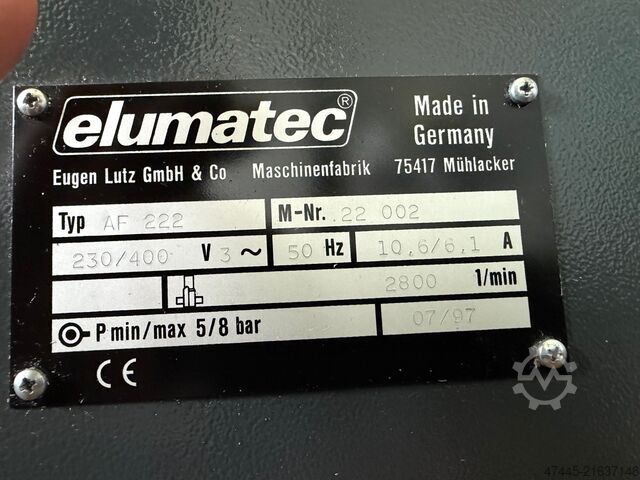 elumatec®
Made in
Germany
Eugen Lutz GmbH & Co Maschinenfabrik 75417 Mühlacker
Typ AF 222 M-Nr. 22 002
230/400 V 3 ~ 50 Hz 10,6/6,1 A
2800 1/min
P min/max 5/8 bar 07/97
CE
47445-21637148